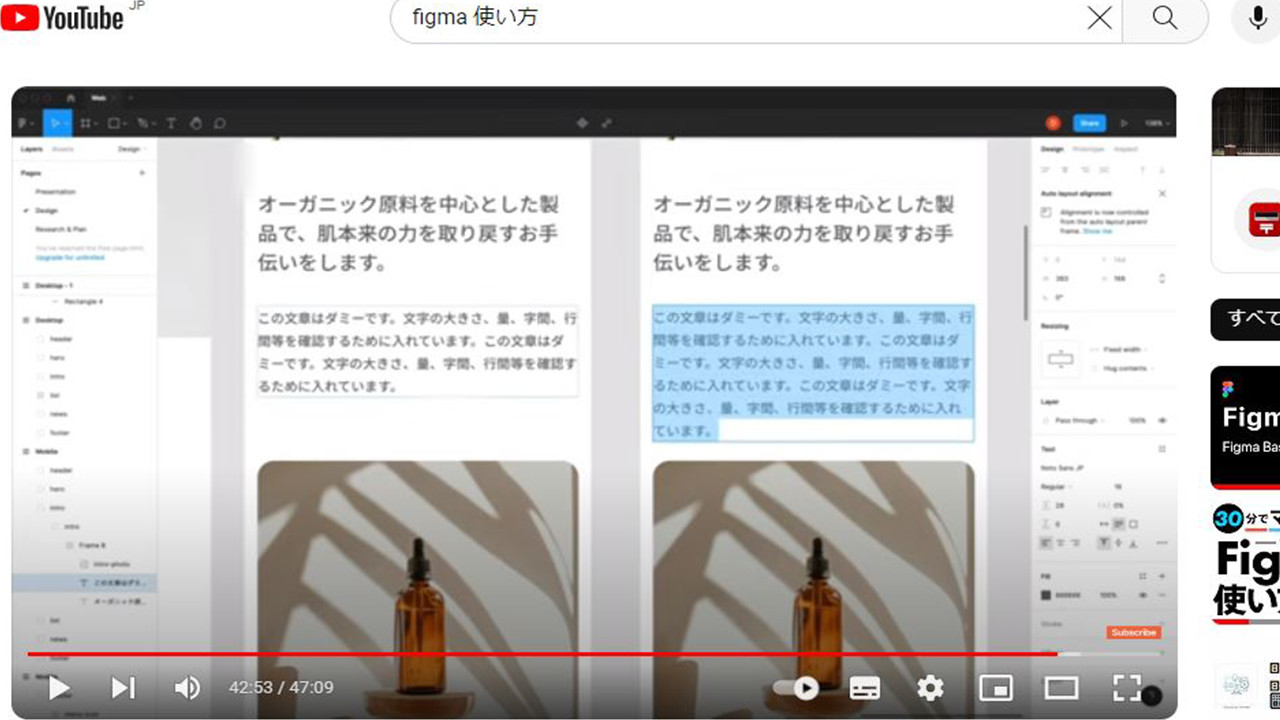 YouTube JP
figma 使い方
Web
Share
Layers Assets Design
Pages
Presentation
Design
Research & Plan
Upgrade for unlimited
Desktop - 1
Rectangle 4
Desktop
header
hero
intro
list
news
footer
Mobile
header
hero
intro
intro
Frame 8
intro-photo
この文章はダミ...
list
news
footer
オーガニック原料を中心とした製
品で、肌本来の力を取り戻すお手
伝いをします。
この文章はダミーです。文字の大きさ、量、字間、行
間等を確認するために入れています。この文章はダ
ミーです。文字の大きさ、量、字間、行間等を確認す
るために入れています。
オーガニック原料を中心とした製
品で、肌本来の力を取り戻すお手
伝いをします。
この文章はダミーです。文字の大きさ、量、字間、行
間等を確認するために入れています。この文章はダ
ミーです。文字の大きさ、量、字間、行間等を確認す
るために入れています。この文章はダミーです。文字
の大きさ、量、字間、行間等を確認するために入れ
ています。
Design Prototype Inspect
Auto layout alignment
Alignment is now controlled
from the auto layout parent
frame. Show me
Resizing
Fixed width
Hug contents
Layer
Pass through 100%
Text
Noto Sans JP
Regular 16
28 0%
Fill
100%
Stroke
Subscribe
42:53 / 47:09
すべて
Figm
Figma Bas
30分でマ
Fig
使い方